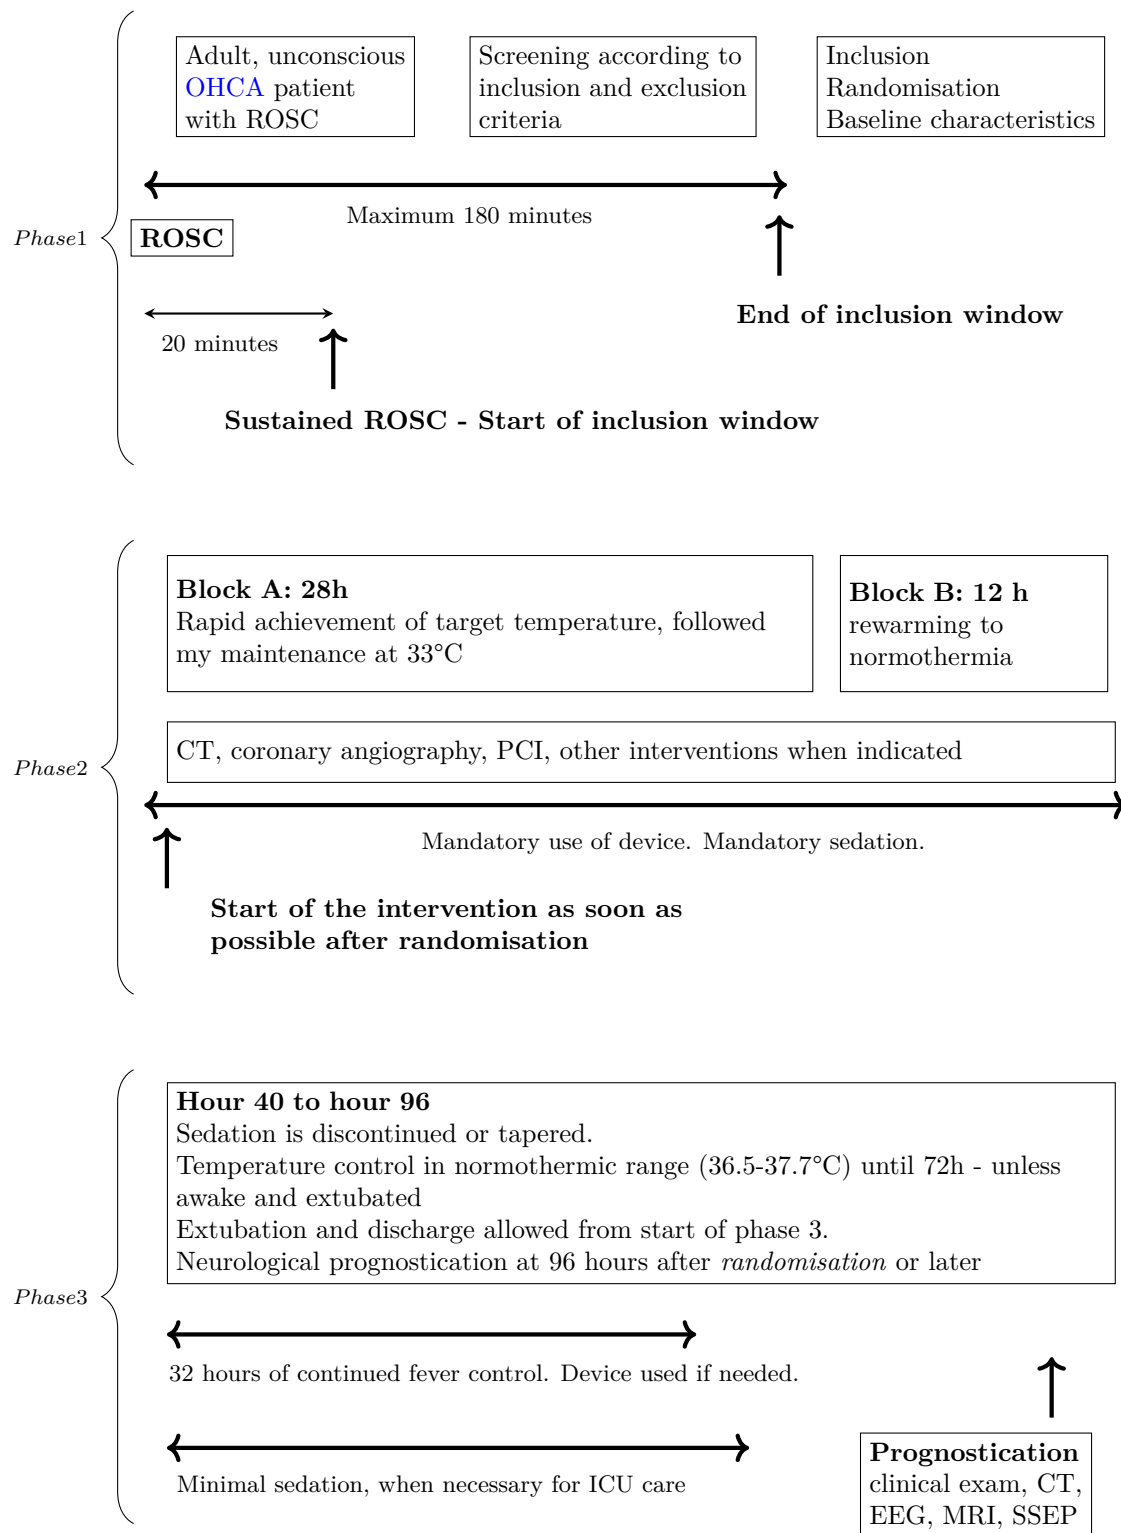 Adult, unconscious
OHCA patient
with ROSC
Screening according to
inclusion and exclusion
criteria
Inclusion
Randomisation
Baseline characteristics
Maximum 180 minutes
Phase1
ROSC
End of inclusion window
20 minutes
Sustained ROSC - Start of inclusion window
Block A: 28h
Rapid achievement of target temperature, followed
my maintenance at 33°C
Block B: 12 h
rewarming to
normothermia
CT, coronary angiography, PCI, other interventions when indicated
Phase2
Mandatory use of device. Mandatory sedation.
Start of the intervention as soon as
possible after randomisation
Hour 40 to hour 96
Sedation is discontinued or tapered.
Temperature control in normothermic range (36.5-37.7°C) until 72h - unless
awake and extubated
Extubation and discharge allowed from start of phase 3.
Neurological prognostication at 96 hours after randomisation or later
Phase3
32 hours of continued fever control. Device used if needed.
Minimal sedation, when necessary for ICU care
Prognostication
clinical exam, CT,
EEG, MRI, SSEP